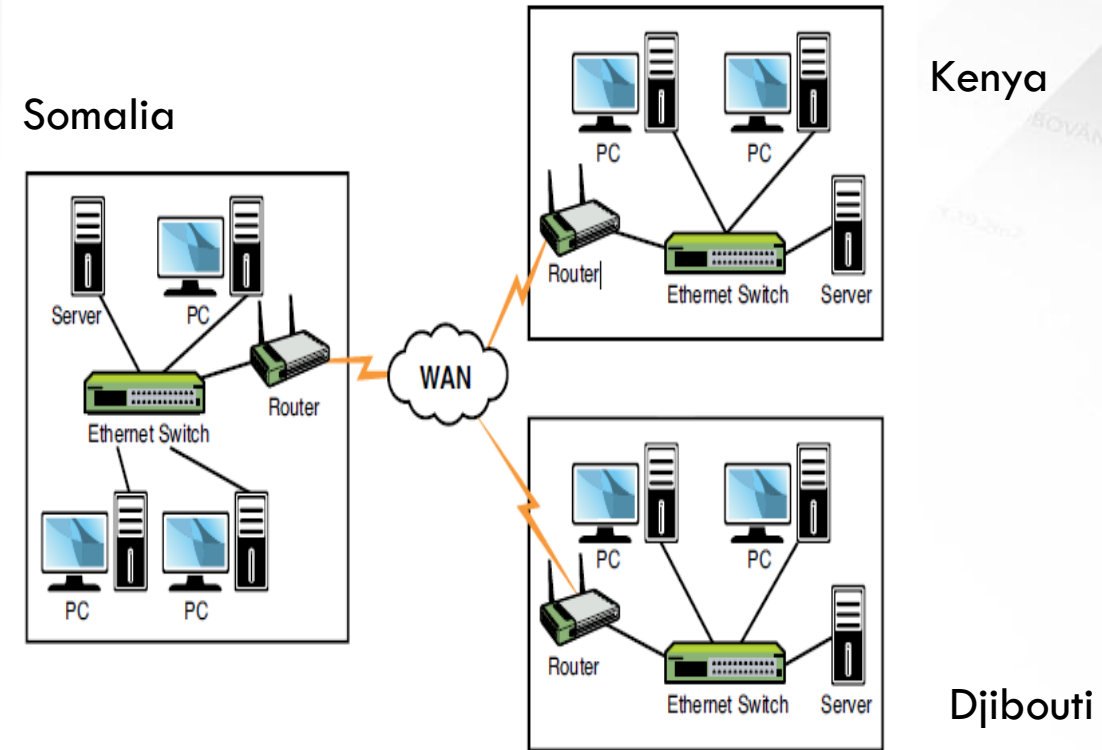 Somalia
Server
PC
Router
Ethernet Switch
PC
PC
WAN
Kenya
PC
PC
Router
Ethernet Switch
Server
PC
PC
Router
Ethernet Switch
Server
Djibouti